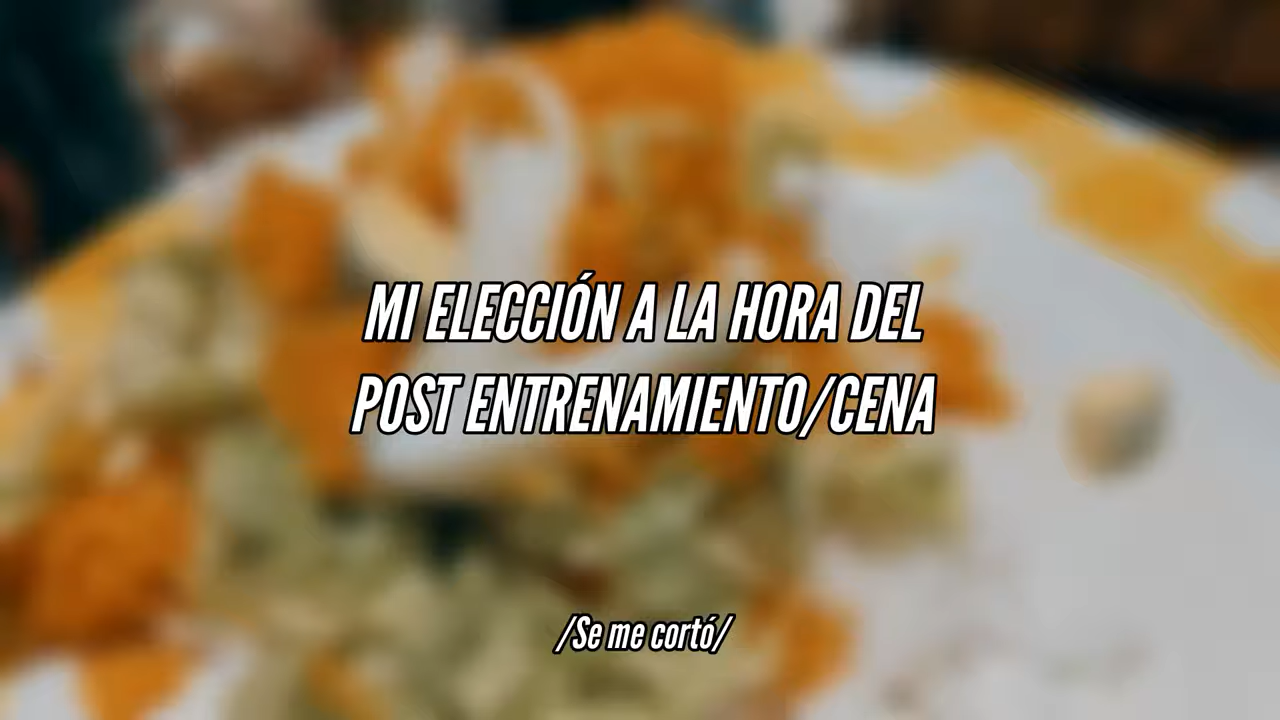 MI ELECCIÓN A LA HORA DEL
POST ENTRENAMIENTO/CENA
/Se me cortó/